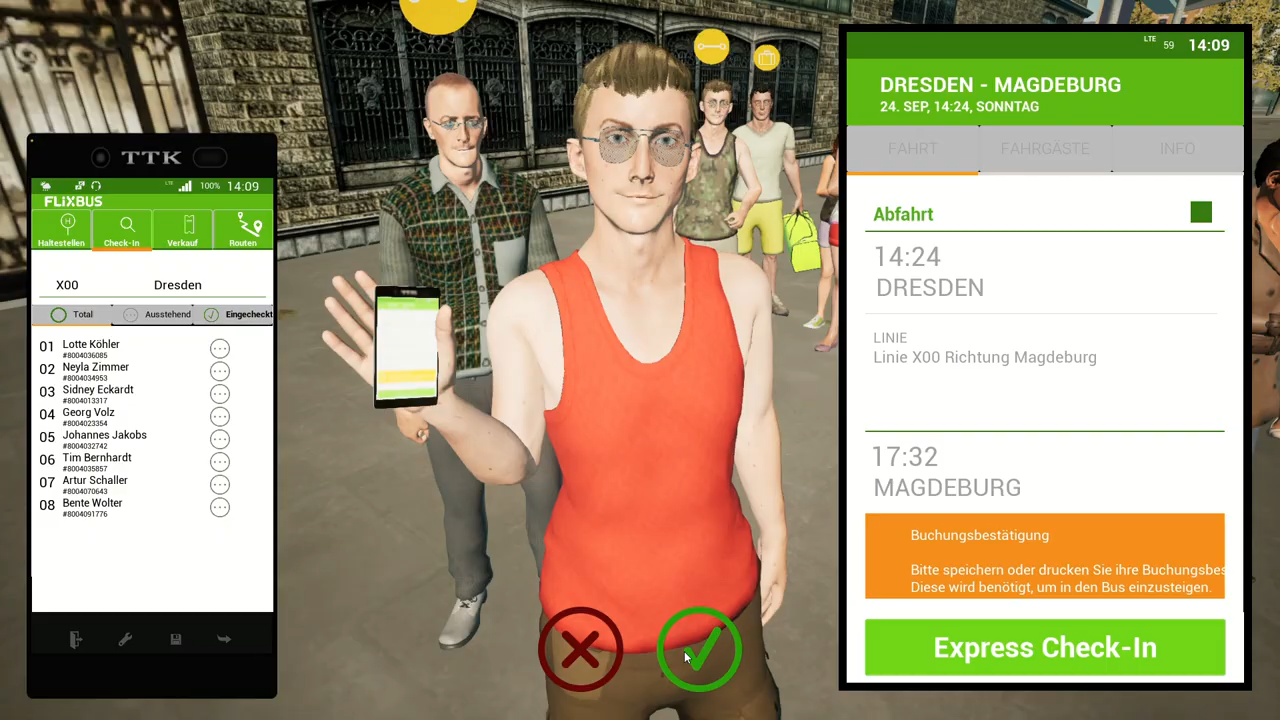 TTK
LTE
100%
14:09
FLiXBUS
Haltestellen
Check-In
Verkauf
Routen
X00
Dresden
Total
Ausstehend
Eingecheckt
01 Lotte Köhler
#8004036085
02 Neyla Zimmer
#8004034953
03 Sidney Eckardt
#8004013317
04 Georg Volz
#8004023354
05 Johannes Jakobs
#8004032742
06 Tim Bernhardt
#8004035857
07 Artur Schaller
#8004070643
08 Bente Wolter
#8004091776
LTE 59 14:09
DRESDEN - MAGDEBURG
24. SEP, 14:24, SONNTAG
FAHRT
FAHRGÄSTE
INFO
Abfahrt
14:24
DRESDEN
LINIE
Linie X00 Richtung Magdeburg
17:32
MAGDEBURG
Buchungsbestätigung
Bitte speichern oder drucken Sie ihre Buchungsbes
Diese wird benötigt, um in den Bus einzusteigen.
Express Check-In